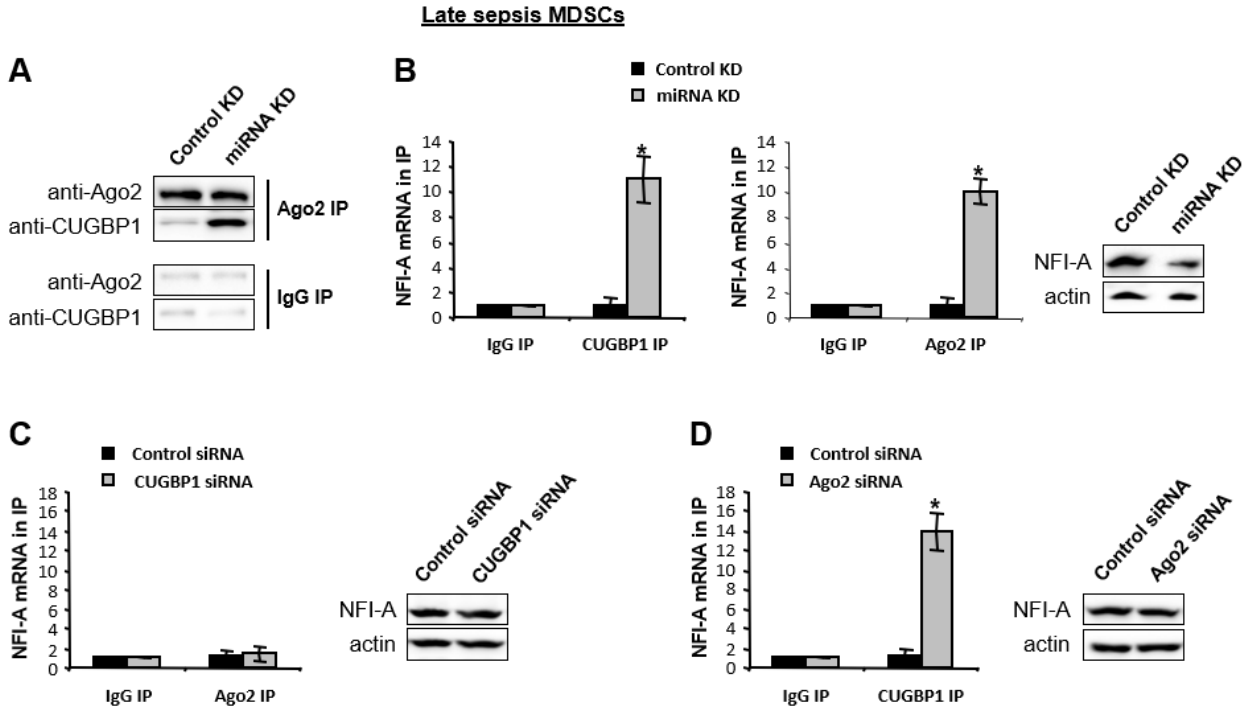 Late sepsis MDSCs
A
Control KD
miRNA KD
anti-Ago2
anti-CUGBP1
Ago2 IP
anti-Ago2
anti-CUGBP1
IgG IP
B
Control KD
miRNA KD
NFI-A mRNA in IP
14
12
10
8
6
4
2
0
*
IgG IP
CUGBP1 IP
NFI-A mRNA in IP
14
12
10
8
6
4
2
0
*
IgG IP
Ago2 IP
Control KD
miRNA KD
NFI-A
actin
C
Control siRNA
CUGBP1 siRNA
NFI-A mRNA in IP
18
16
14
12
10
8
6
4
2
0
IgG IP
Ago2 IP
Control siRNA
CUGBP1 siRNA
NFI-A
actin
D
Control siRNA
Ago2 siRNA
NFI-A mRNA in IP
18
16
14
12
10
8
6
4
2
0
*
IgG IP
CUGBP1 IP
Control siRNA
Ago2 siRNA
NFI-A
actin